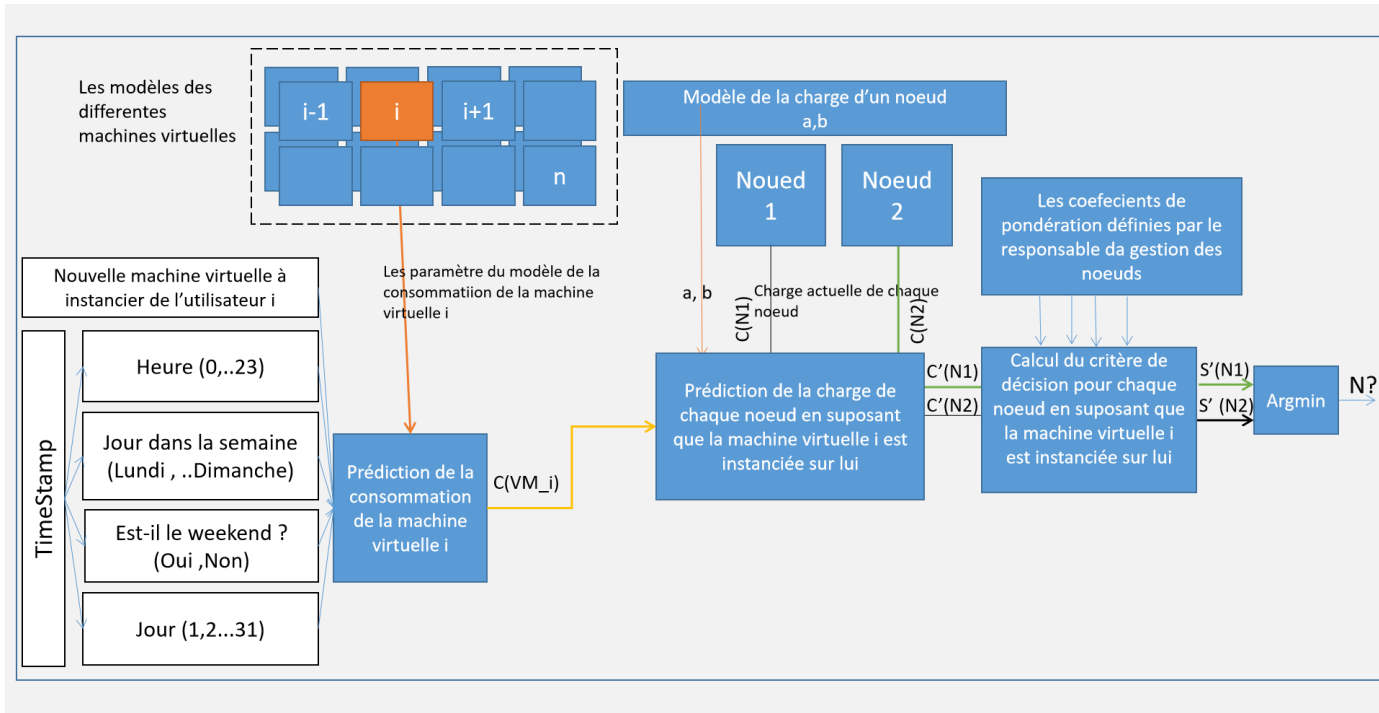 Les modèles des
differentes
machines virtuelles
i-1
i
i+1
n
Modèle de la charge d'un noeud
a,b
Noued
1
Noeud
2
Les coefecients de
pondération définies par le
responsable da gestion des
noeuds
Nouvelle machine virtuelle à
instancier de l'utilisateur i
Les paramètre du modèle de la
consommatiion de la machine
virtuelle i
a, b
C(N1)
Charge actuelle de chaque
noeud
C(N2)
TimeStamp
Heure (0,..23)
Jour dans la semaine
(Lundi , ..Dimanche)
Est-il le weekend ?
(Oui ,Non)
Jour (1,2...31)
Prédiction de la
consommation
de la machine
virtuelle i
C(VM_i)
Prédiction de la charge de
chaque noeud en suposant
que la machine virtuelle i est
instanciée sur lui
C'(N1)
C'(N2)
Calcul du critère de
décision pour chaque
noeud en suposant que
la machine virtuelle i
est instanciée sur lui
S'(N1)
S' (N2)
Argmin
N?